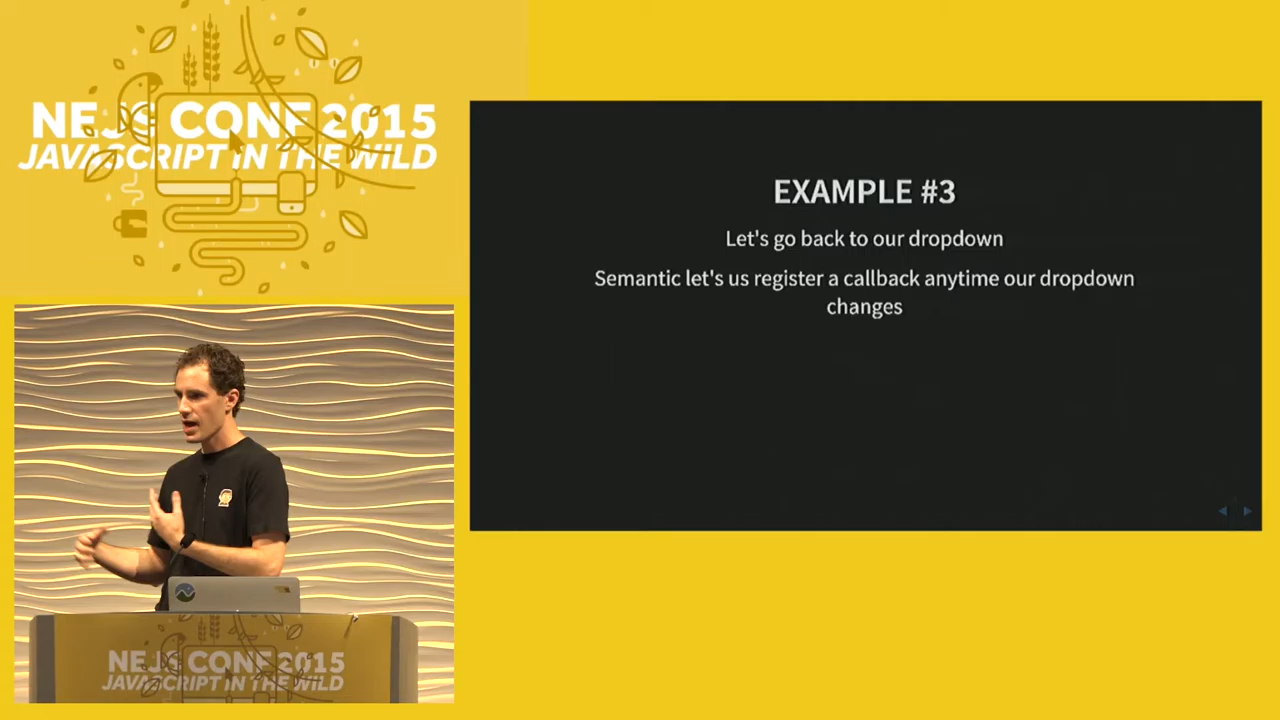 NEJS CONF 2015
JAVASCRIPT IN THE WILD
EXAMPLE #3
Let's go back to our dropdown
Semantic let's us register a callback anytime our dropdown
changes
NEJS CONF 2015
JAVASCRIPT IN THE WILD